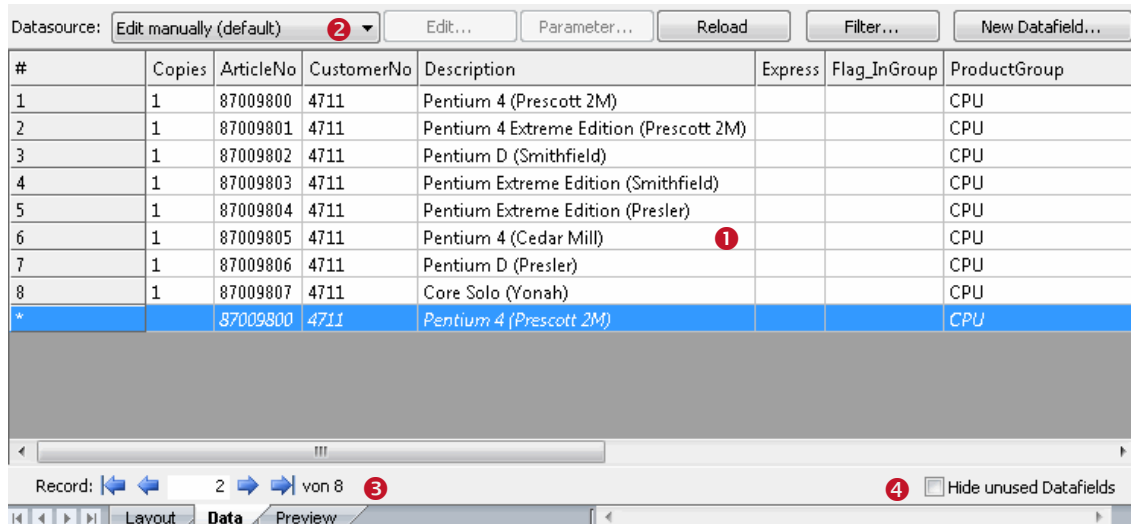 Datasource: Edit manually (default) 2 Edit... Parameter... Reload Filter... New Datafield...
# Copies ArticleNo CustomerNo Description Express Flag_InGroup ProductGroup
1 1 87009800 4711 Pentium 4 (Prescott 2M) CPU
2 1 87009801 4711 Pentium 4 Extreme Edition (Prescott 2M) CPU
3 1 87009802 4711 Pentium D (Smithfield) CPU
4 1 87009803 4711 Pentium Extreme Edition (Smithfield) CPU
5 1 87009804 4711 Pentium Extreme Edition (Presler) CPU
6 1 87009805 4711 Pentium 4 (Cedar Mill) 1 CPU
7 1 87009806 4711 Pentium D (Presler) CPU
8 1 87009807 4711 Core Solo (Yonah) CPU
* 87009800 4711 Pentium 4 (Prescott 2M) CPU
Record: 2 von 8 3 4 Hide unused Datafields
Layout Data Preview